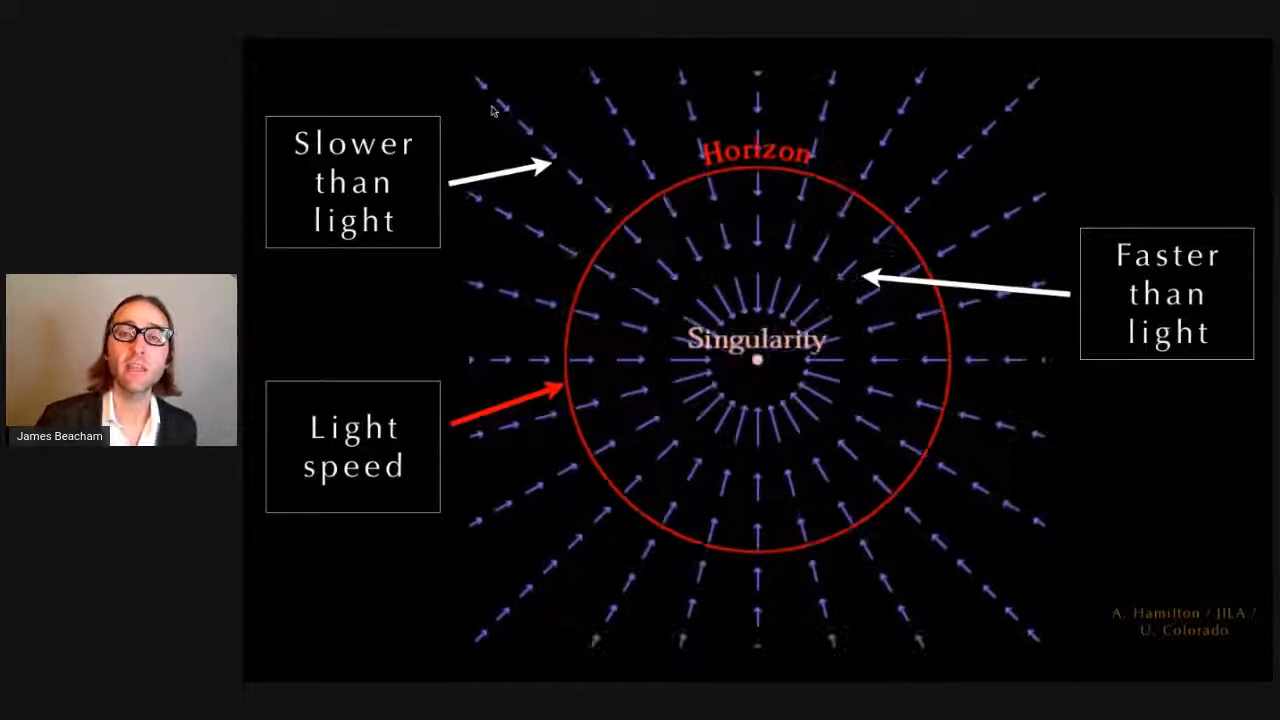 Slower
than
light
Horizon
Faster
than
light
Singularity
Light
speed
James Beacham
A. Hamilton / JILA /
U. Colorado